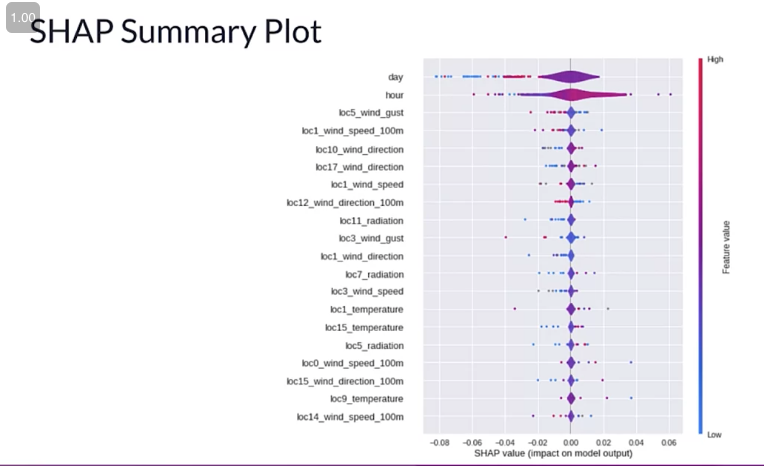 1.00
SHAP Summary Plot
High
day
hour
loc5_wind_gust
loc1_wind_speed_100m
loc10_wind_direction
loc17_wind_direction
loc1_wind_speed
loc12_wind_direction_100m
loc11_radiation
loc3_wind_gust
loc1_wind_direction
loc7_radiation
loc3_wind_speed
loc1_temperature
loc15_temperature
loc5_radiation
loc0_wind_speed_100m
loc15_wind_direction_100m
loc9_temperature
loc14_wind_speed_100m
Feature value
Low
−0.08 −0.06 −0.04 −0.02 0.00 0.02 0.04 0.06
SHAP value (impact on model output)